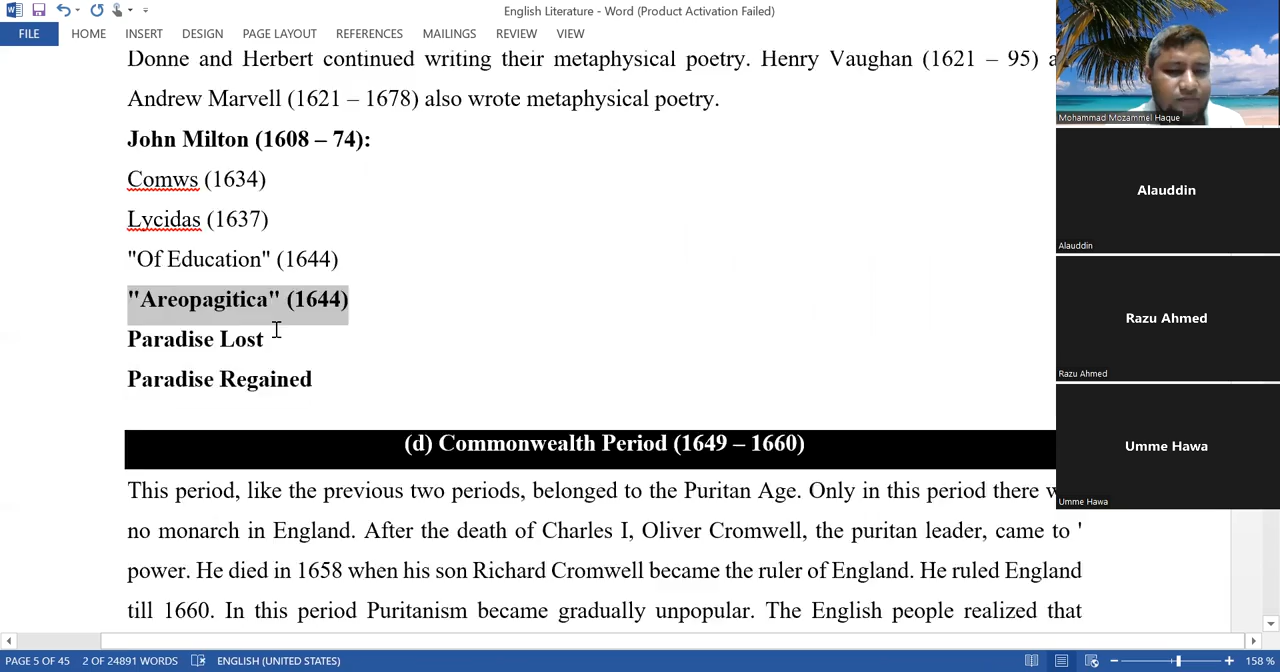 English Literature - Word (Product Activation Failed)
FILE HOME INSERT DESIGN PAGE LAYOUT REFERENCES MAILINGS REVIEW VIEW
Donne and Herbert continued writing their metaphysical poetry. Henry Vaughan (1621 – 95)
Andrew Marvell (1621 – 1678) also wrote metaphysical poetry.
John Milton (1608 – 74):
Comws (1634)
Lycidas (1637)
"Of Education" (1644)
"Areopagitica" (1644)
Paradise Lost
Paradise Regained
(d) Commonwealth Period (1649 – 1660)
This period, like the previous two periods, belonged to the Puritan Age. Only in this period there
no monarch in England. After the death of Charles I, Oliver Cromwell, the puritan leader, came to '
power. He died in 1658 when his son Richard Cromwell became the ruler of England. He ruled England
till 1660. In this period Puritanism became gradually unpopular. The English people realized that
PAGE 5 OF 45 2 OF 24891 WORDS ENGLISH (UNITED STATES) 158 %
Mohammad Mozammel Haque
Alauddin
Alauddin
Razu Ahmed
Razu Ahmed
Umme Hawa
Umme Hawa